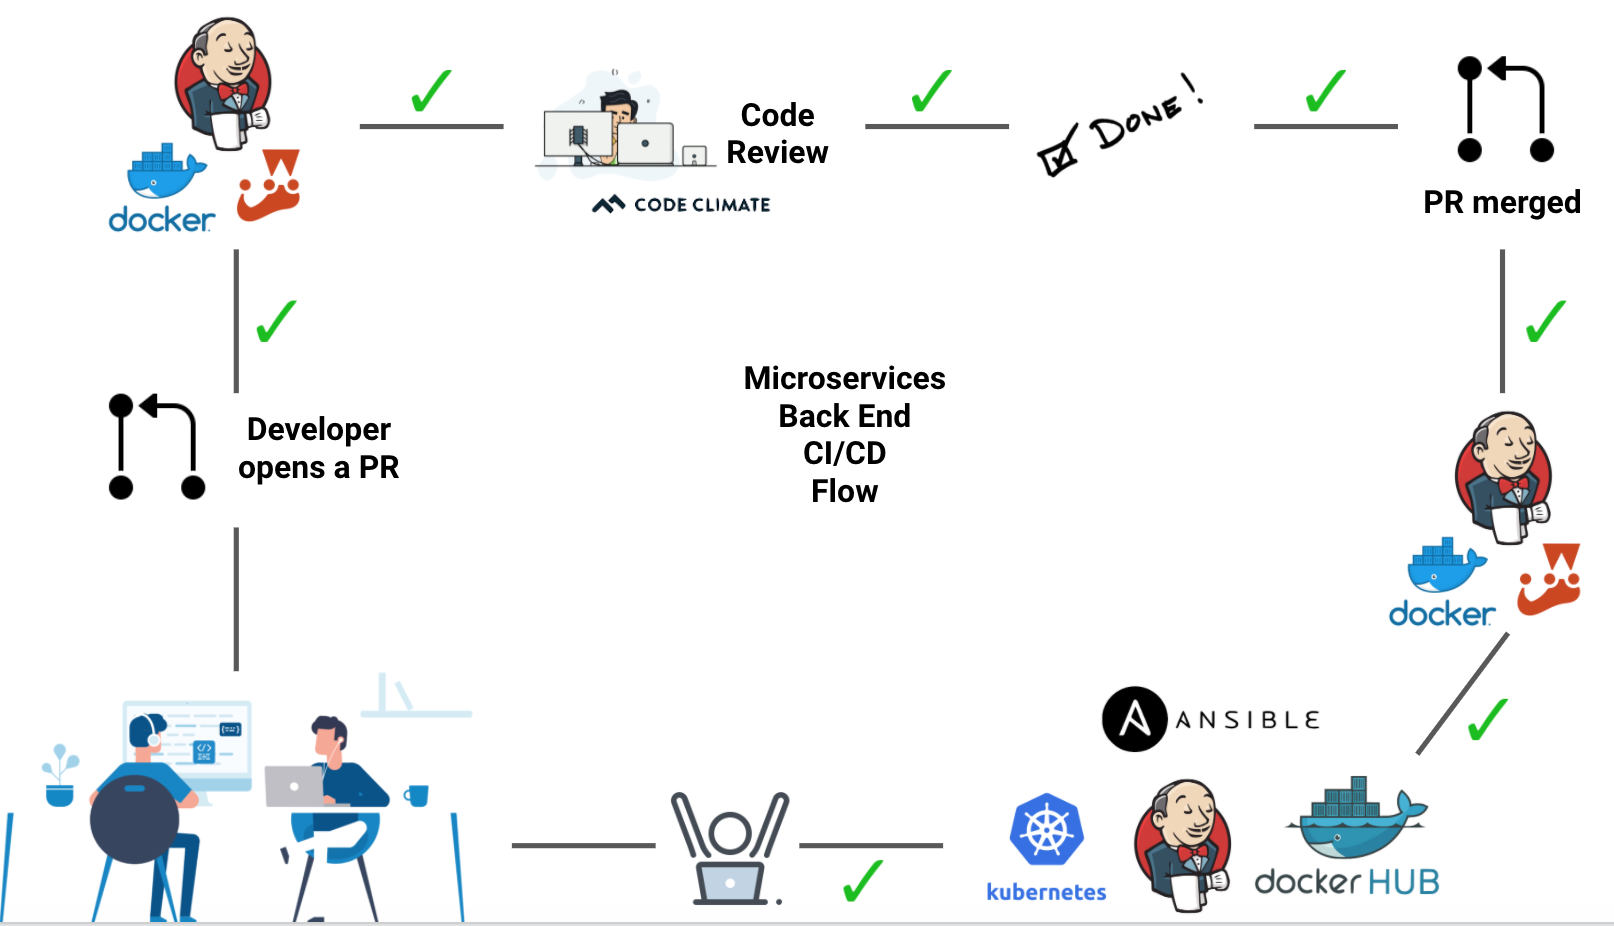 Code
Review
DONE!
docker
CODE CLIMATE
PR merged
Microservices
Back End
CI/CD
Flow
Developer
opens a PR
docker
ANSIBLE
kubernetes
docker HUB
{...}
</>